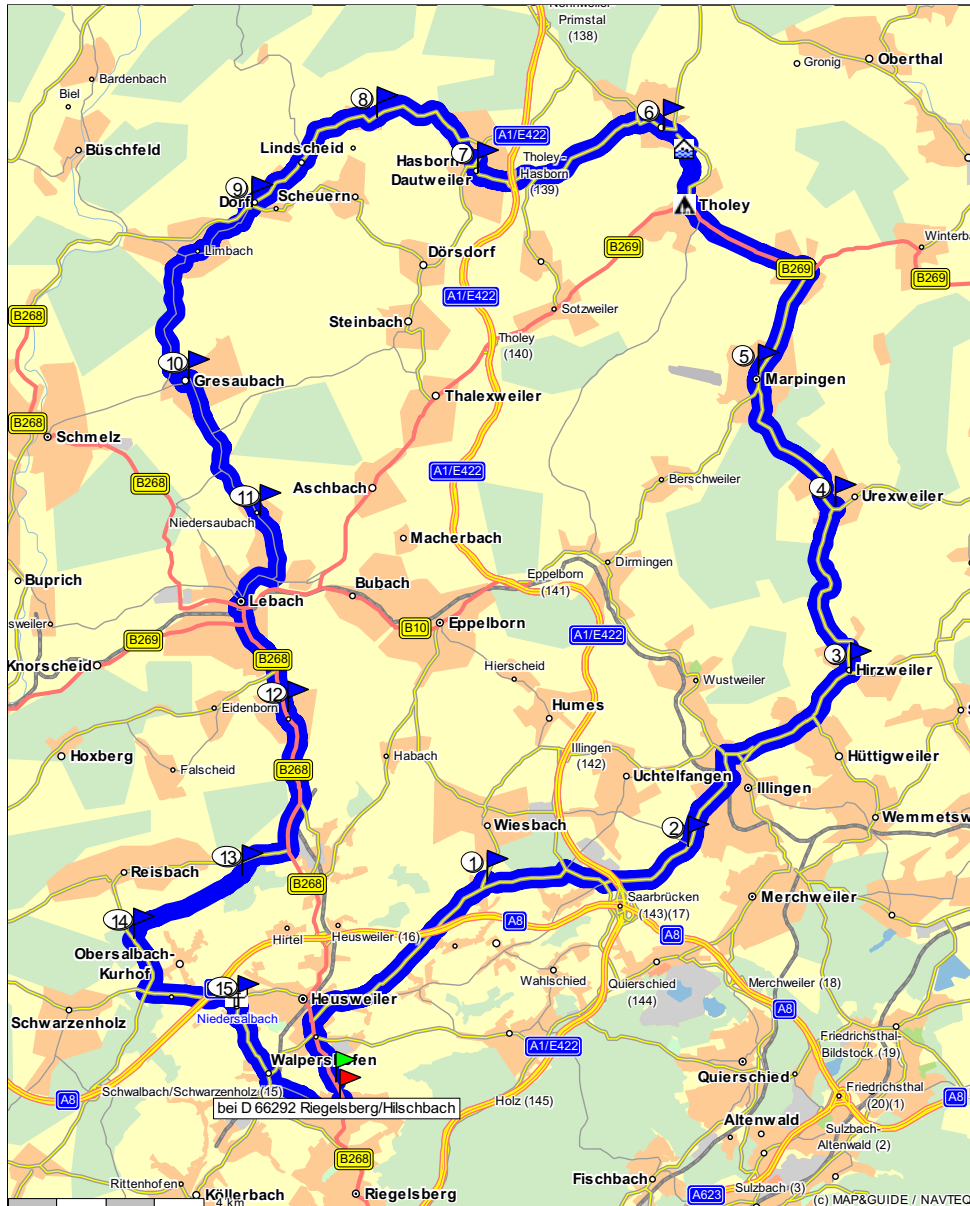 Primstal
(138)
Gronig
Oberthal
Bardenbach
Biel
8
6
A1/E422
Büschfeld
Lindscheid
7
Hasborn-
Dautweiler
Tholey-
Hasborn
(139)
9
Dorf
Scheuern
Tholey
B269
Limbach
Dörsdorf
B269
B269
A1/E422
B268
Sotzweiler
Steinbach
Tholey
(140)
5
10
Gresaubach
Marpingen
Thalexweiler
B268
Schmelz
A1/E422
B268
Berschweiler
Aschbach
4
Urexweiler
11
Niedersaubach
Macherbach
Dirmingen
Buprich
Eppelborn
(141)
Bubach
Lebach
B10
Eppelborn
A1/E422
B269
Knorscheid
B268
Hierscheid
3
Hirzweiler
12
Wustweiler
Eidenborn
Humes
Hoxberg
Falscheid
B268
Habach
Illingen
(142)
Uchtelfangen
Hüttigweiler
Illingen
Wiesbach
2
13
1
Reisbach
B268
Saarbrücken
(143)(17)
Merchweiler
14
A8
Hirtel
Heusweiler (16)
A8
Obersalbach-
Kurhof
Wahlschied
Quierschied
(144)
Merchweiler (18)
15
Heusweiler
A8
Schwarzenholz
Niedersalbach
Friedrichsthal-
Bildstock (19)
A1/E422
Quierschied
Schwalbach/Schwarzenholz (15)
A8
Holz (145)
Friedrichsthal
(20)(1)
A8
bei D 66292 Riegelsberg/Hilschbach
Altenwald
Sulzbach-
Altenwald (2)
B268
Rittenhofen
Fischbach
Köllerbach
Riegelsberg
A623
Sulzbach (3)
4 km
(c) MAP&GUIDE / NAVTEQ